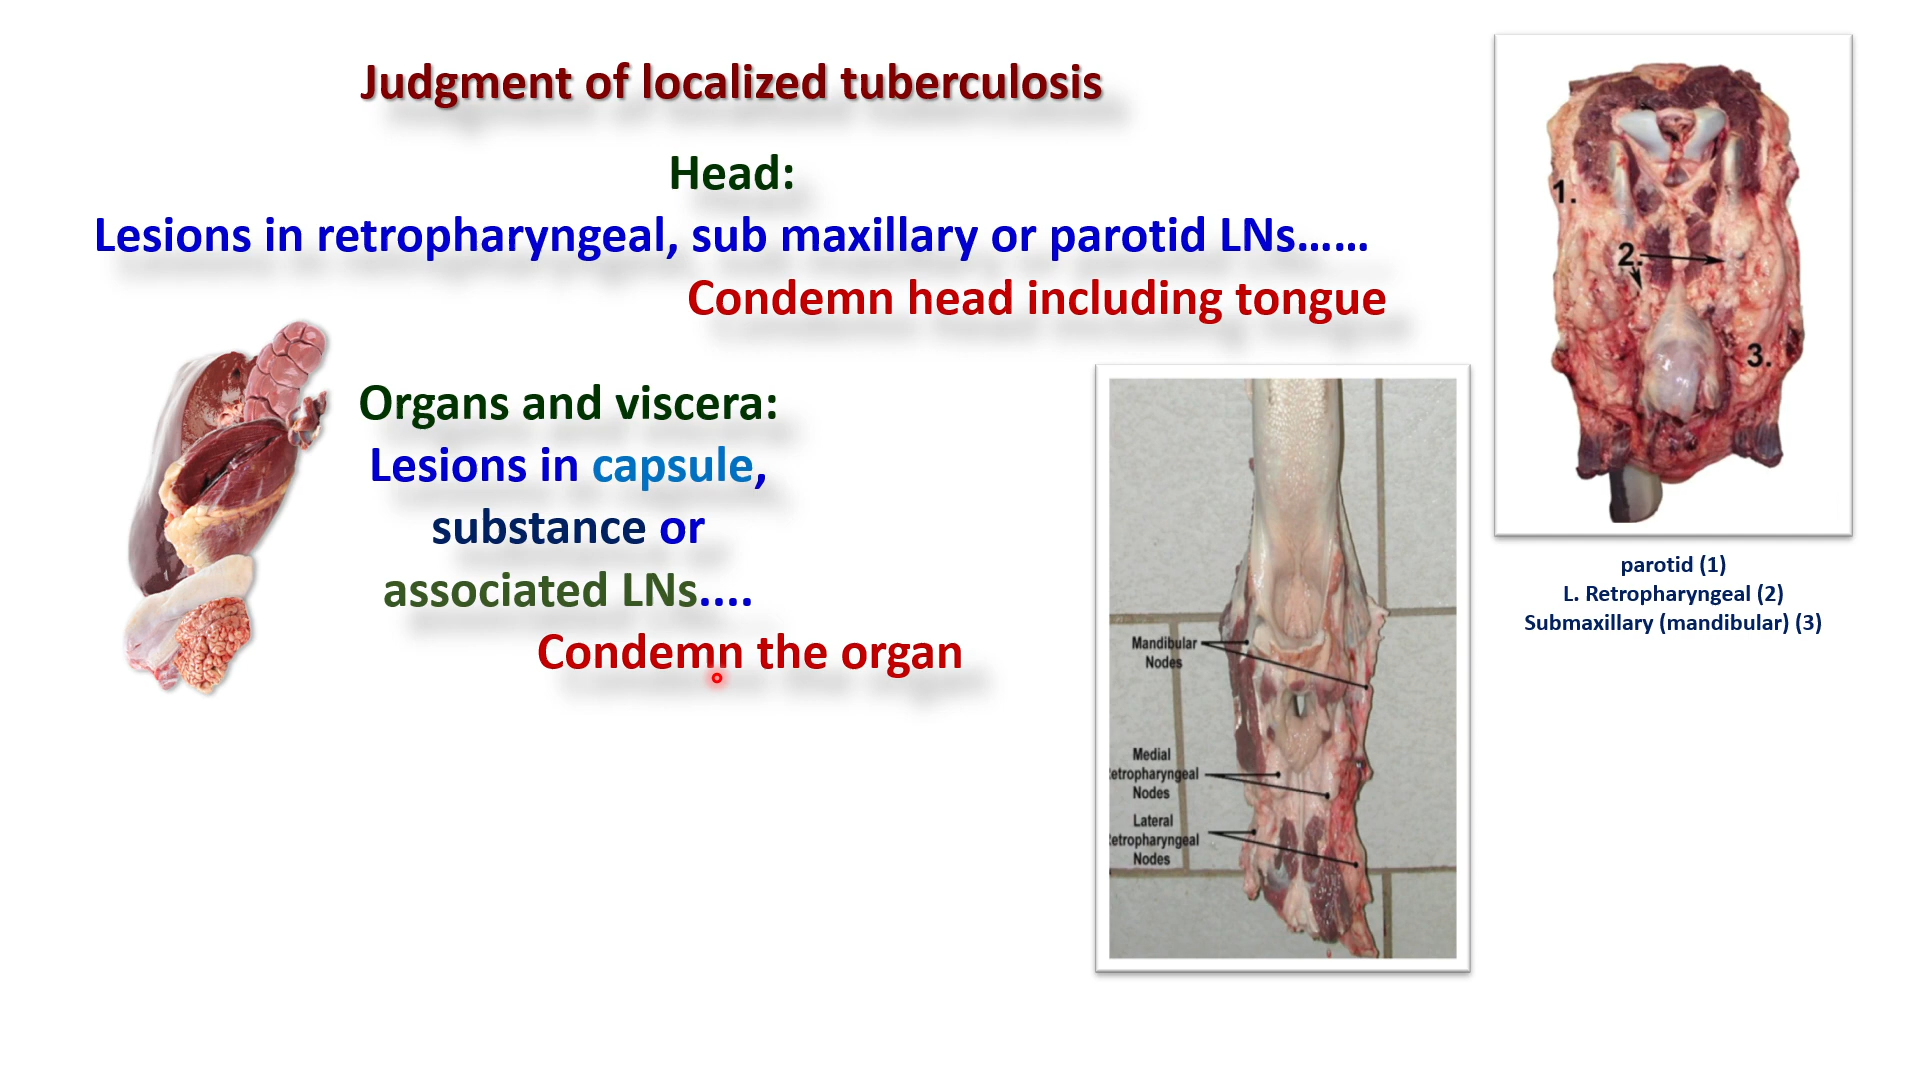 Judgment of localized tuberculosis
Head:
Lesions in retropharyngeal, sub maxillary or parotid LNs......
Condemn head including tongue
Organs and viscera:
Lesions in capsule,
substance or
associated LNs....
Condemn the organ
1.
2.
3.
parotid (1)
L. Retropharyngeal (2)
Submaxillary (mandibular) (3)
Mandibular
Nodes
Medial
etropharyngeal
Nodes
Lateral
etropharyngeal
Nodes